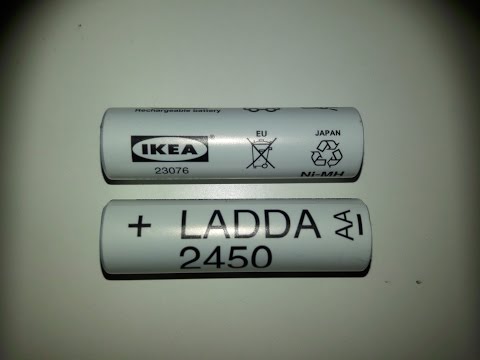 Rechargeable battery
IKEA
23076
EU
JAPAN
Ni-MH
+ LADDA
2450
AA